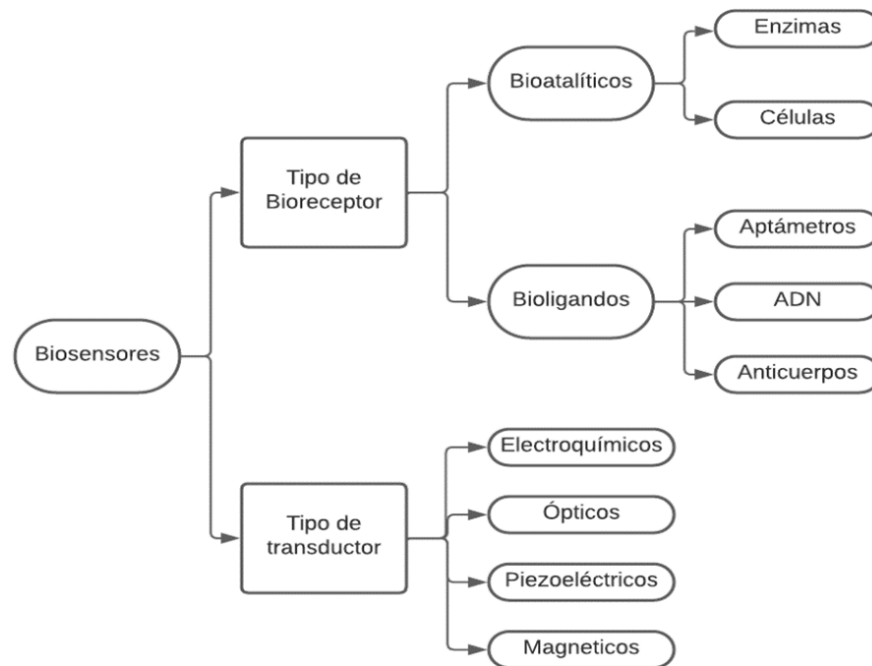 Biosensores
Tipo de
Bioreceptor
Bioatalíticos
Enzimas
Células
Bioligandos
Aptámetros
ADN
Anticuerpos
Tipo de
transductor
Electroquímicos
Ópticos
Piezoeléctricos
Magneticos